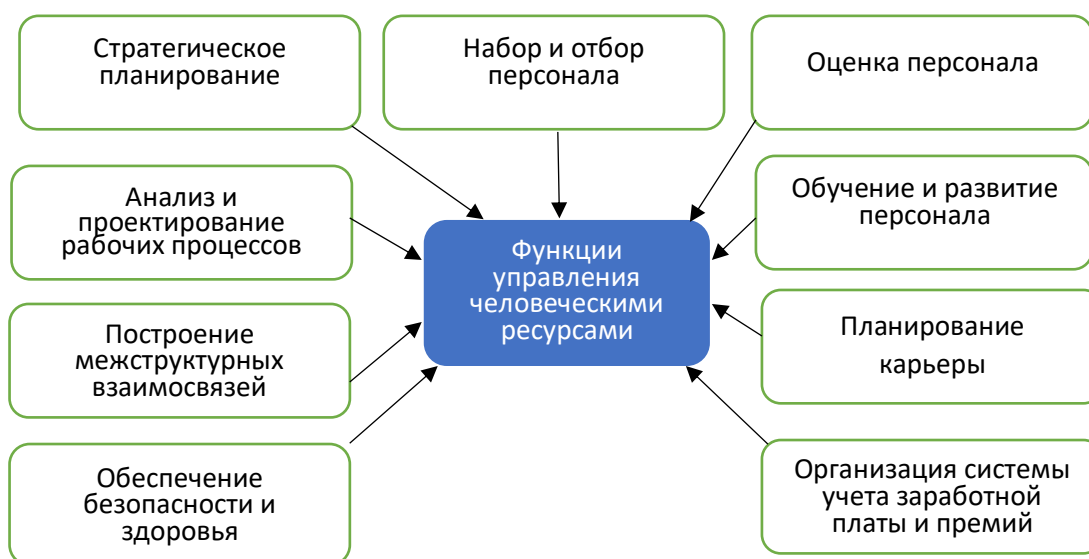 Стратегическое
планирование
Набор и отбор
персонала
Оценка персонала
Анализ и
проектирование
рабочих процессов
Функции
управления
человеческими
ресурсами
Обучение и развитие
персонала
Построение
межструктурных
взаимосвязей
Планирование
карьеры
Обеспечение
безопасности и
здоровья
Организация системы
учета заработной
платы и премий